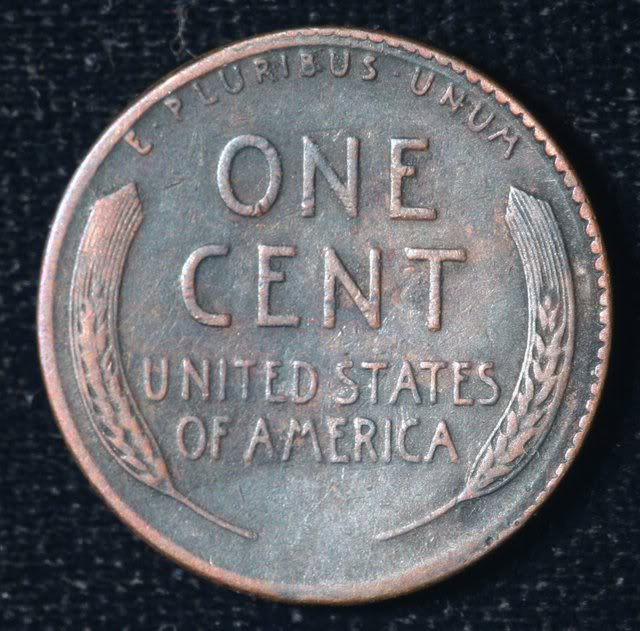 E · PLURIBUS · UNUM
ONE
CENT
UNITED STATES
OF AMERICA